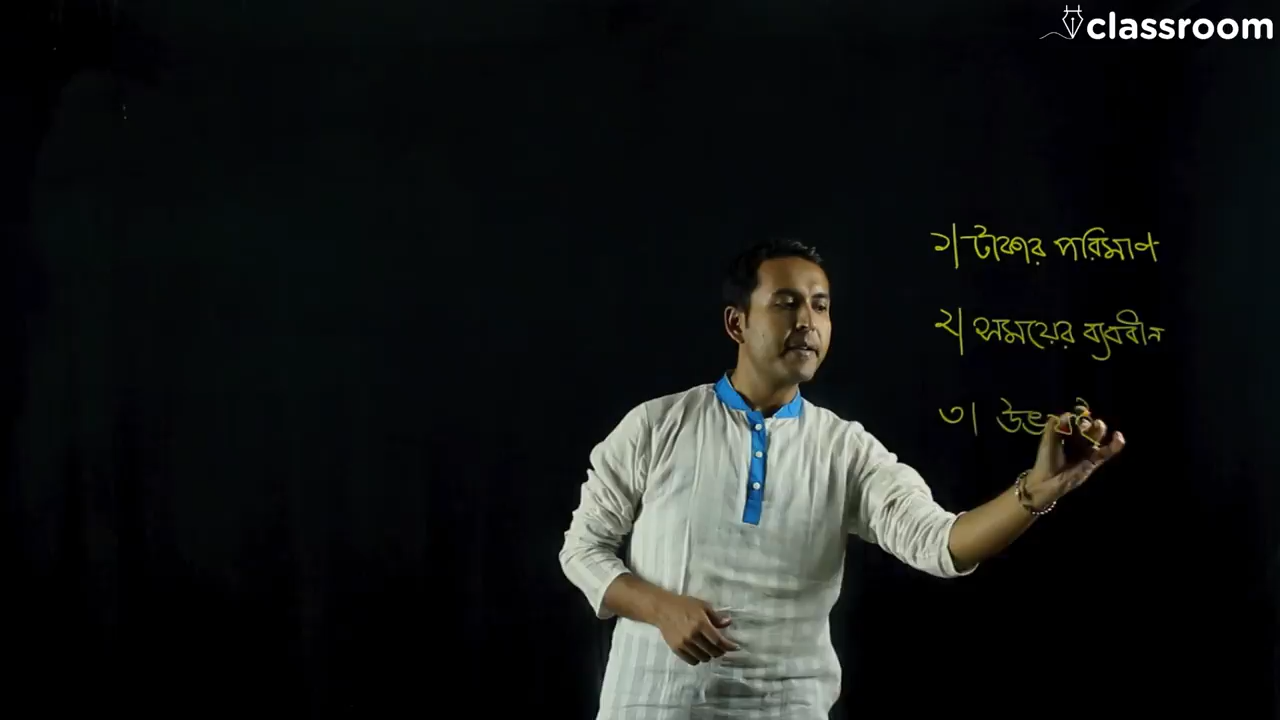 classroom
১| টাকার পরিমাণ
২| সময়ের ব্যবধান
৩|